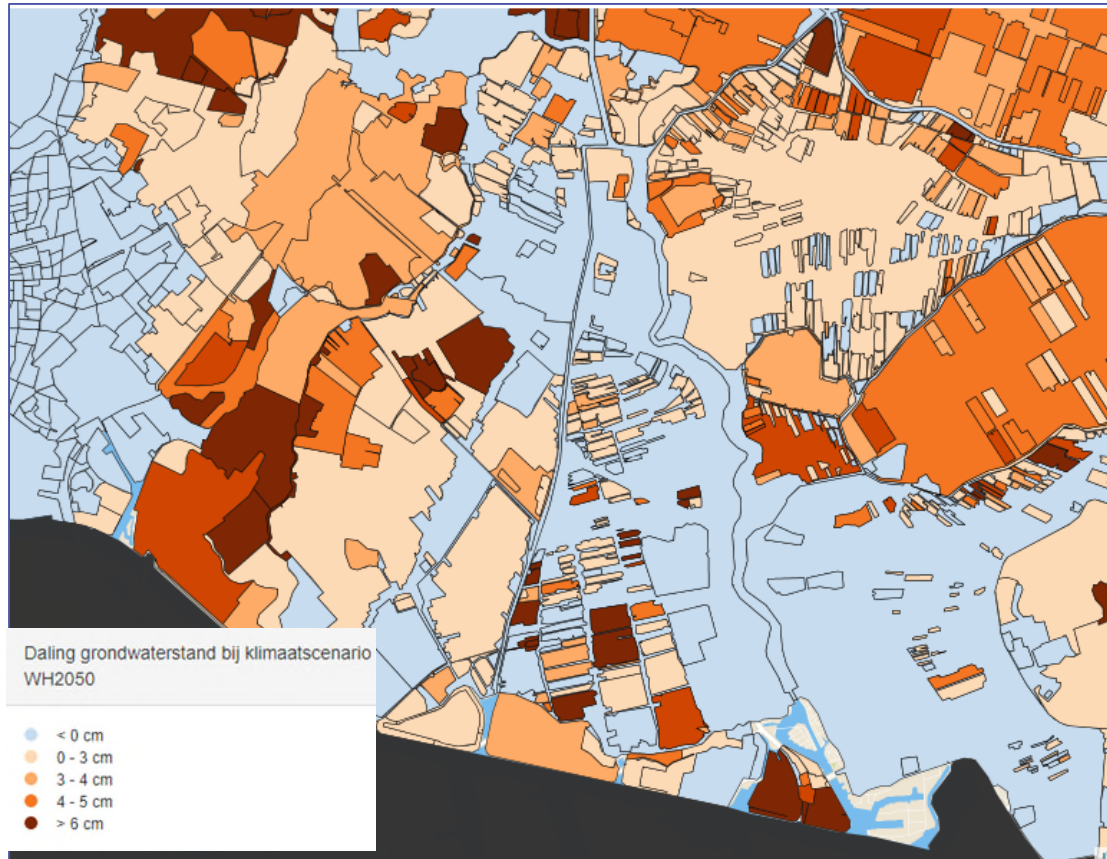 Daling grondwaterstand bij klimaatscenario
WH2050
< 0 cm
0 - 3 cm
3 - 4 cm
4 - 5 cm
> 6 cm